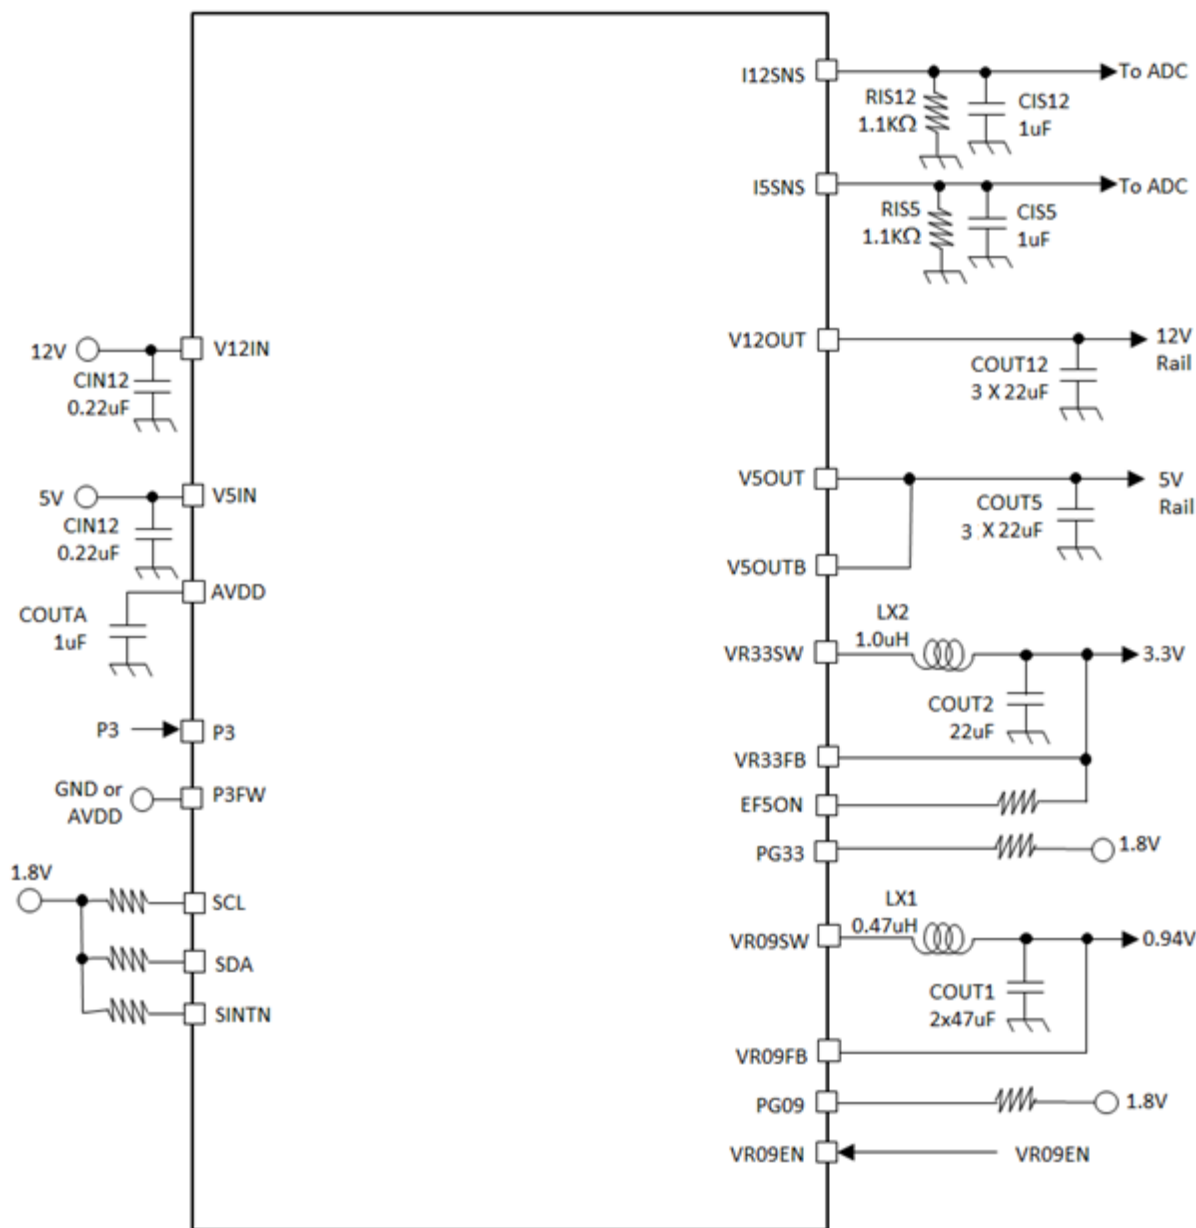 I12SNS
To ADC
RIS12
1.1KΩ
CIS12
1uF
I5SNS
To ADC
RIS5
1.1KΩ
CIS5
1uF
12V
V12IN
CIN12
0.22uF
V12OUT
12V
Rail
COUT12
3 X 22uF
5V
V5IN
CIN12
0.22uF
V5OUT
5V
Rail
COUT5
3 X 22uF
V5OUTB
AVDD
COUTA
1uF
LX2
1.0uH
VR33SW
3.3V
COUT2
22uF
P3
P3
VR33FB
GND or
AVDD
P3FW
EF5ON
PG33
1.8V
1.8V
SCL
SDA
SINTN
LX1
0.47uH
VR09SW
0.94V
COUT1
2x47uF
VR09FB
PG09
1.8V
VR09EN
VR09EN